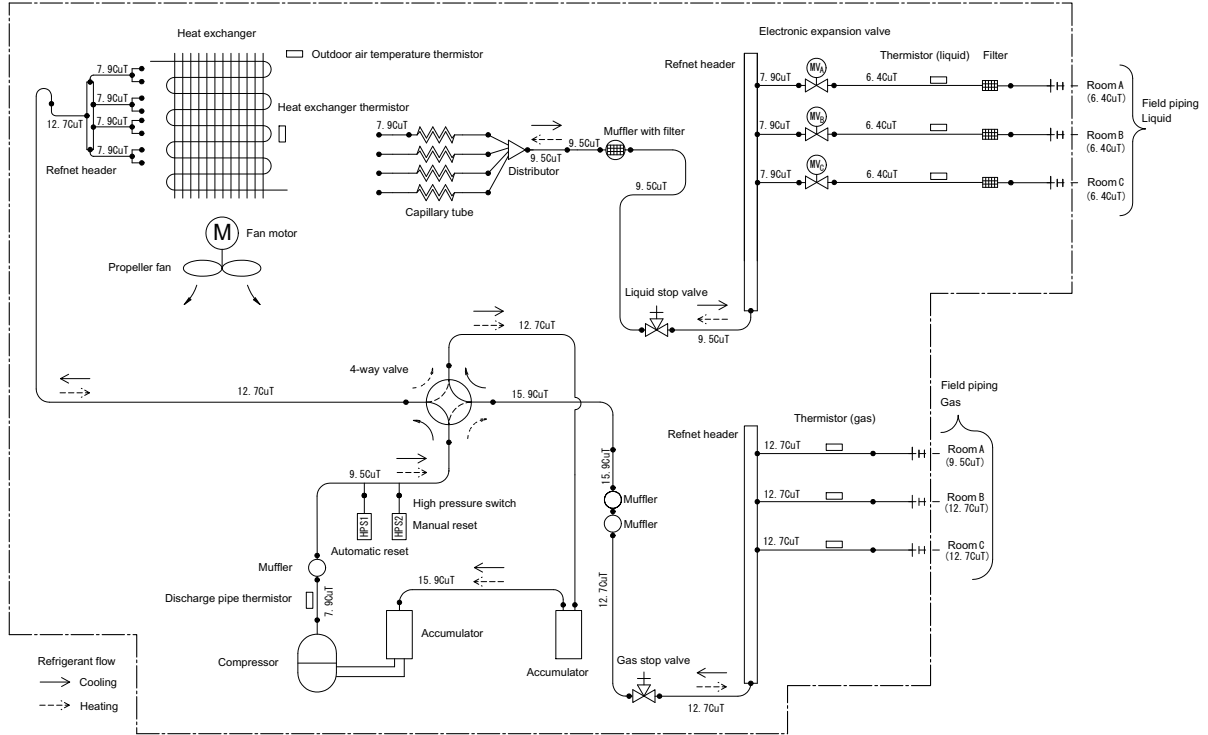 Heat exchanger
Outdoor air temperature thermistor
7.9CuT
7.9CuT
7.9CuT
12.7CuT
7.9CuT
Refnet header
Heat exchanger thermistor
M
Fan motor
Propeller fan
7.9CuT
Capillary tube
Distributor
9.5CuT
9.5CuT
Muffler with filter
9.5CuT
Liquid stop valve
9.5CuT
Electronic expansion valve
Refnet header
Thermistor (liquid)
Filter
MVA
7.9CuT
6.4CuT
Room A
(6.4CuT)
MVB
7.9CuT
6.4CuT
Room B
(6.4CuT)
MVC
7.9CuT
6.4CuT
Room C
(6.4CuT)
Field piping
Liquid
12.7CuT
4-way valve
12.7CuT
15.9CuT
9.5CuT
High pressure switch
HPS1
HPS2
Manual reset
Automatic reset
Muffler
Discharge pipe thermistor
7.9CuT
Compressor
15.9CuT
Accumulator
Accumulator
15.9CuT
Muffler
Muffler
12.7CuT
Gas stop valve
12.7CuT
Refnet header
Thermistor (gas)
Field piping
Gas
12.7CuT
Room A
(9.5CuT)
12.7CuT
Room B
(12.7CuT)
12.7CuT
Room C
(12.7CuT)
Refrigerant flow
Cooling
Heating